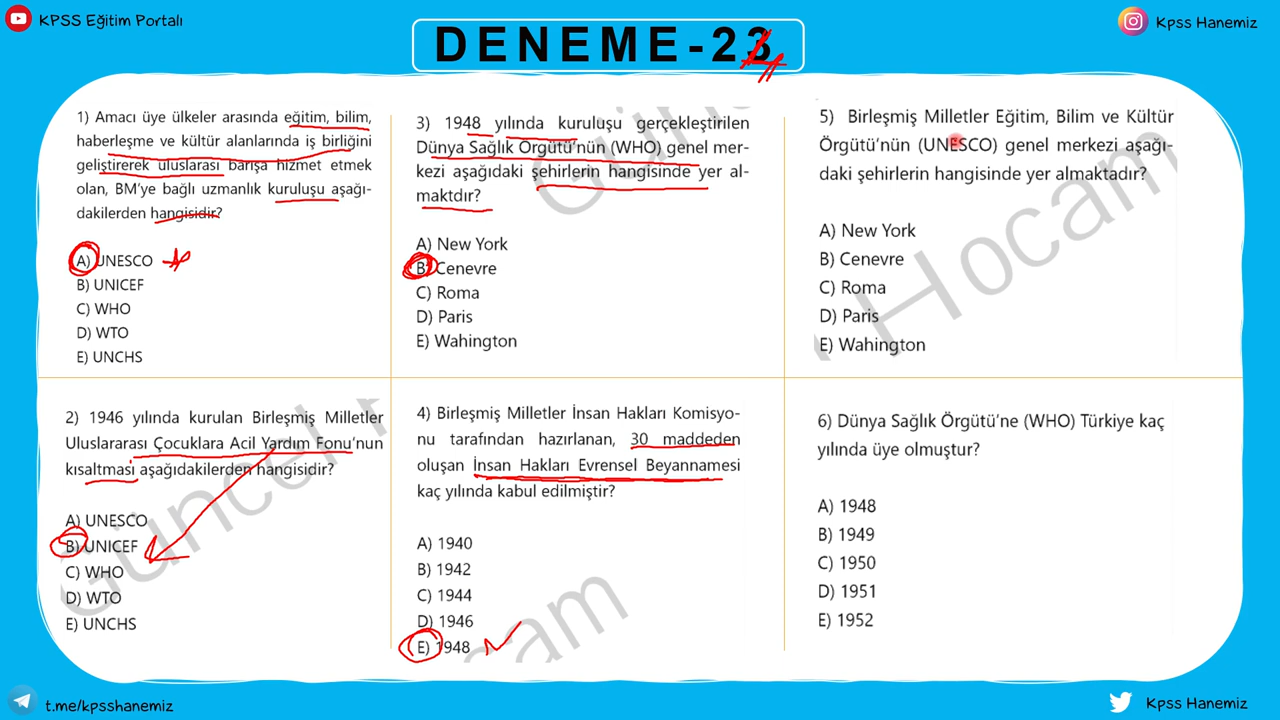 KPSS Eğitim Portalı
DENEME-23
Kpss Hanemiz
1) Amacı üye ülkeler arasında eğitim, bilim,
haberleşme ve kültür alanlarında iş birliğini
geliştirerek uluslarası barışa hizmet etmek
olan, BM'ye bağlı uzmanlık kuruluşu aşağı-
dakilerden hangisidir?
A) UNESCO
B) UNICEF
C) WHO
D) WTO
E) UNCHS
2) 1946 yılında kurulan Birleşmiş Milletler
Uluslararası Çocuklara Acil Yardım Fonu'nun
kısaltması aşağıdakilerden hangisidir?
A) UNESCO
B) UNICEF
C) WHO
D) WTO
E) UNCHS
3) 1948 yılında kuruluşu gerçekleştirilen
Dünya Sağlık Örgütü'nün (WHO) genel mer-
kezi aşağıdaki şehirlerin hangisinde yer al-
maktdır?
A) New York
B) Cenevre
C) Roma
D) Paris
E) Wahington
4) Birleşmiş Milletler İnsan Hakları Komisyo-
nu tarafından hazırlanan, 30 maddeden
oluşan İnsan Hakları Evrensel Beyannamesi
kaç yılında kabul edilmiştir?
A) 1940
B) 1942
C) 1944
D) 1946
E) 1948
5) Birleşmiş Milletler Eğitim, Bilim ve Kültür
Örgütü'nün (UNESCO) genel merkezi aşağı-
daki şehirlerin hangisinde yer almaktadır?
A) New York
B) Cenevre
C) Roma
D) Paris
E) Wahington
6) Dünya Sağlık Örgütü'ne (WHO) Türkiye kaç
yılında üye olmuştur?
A) 1948
B) 1949
C) 1950
D) 1951
E) 1952
t.me/kpsshanemiz
Kpss Hanemiz